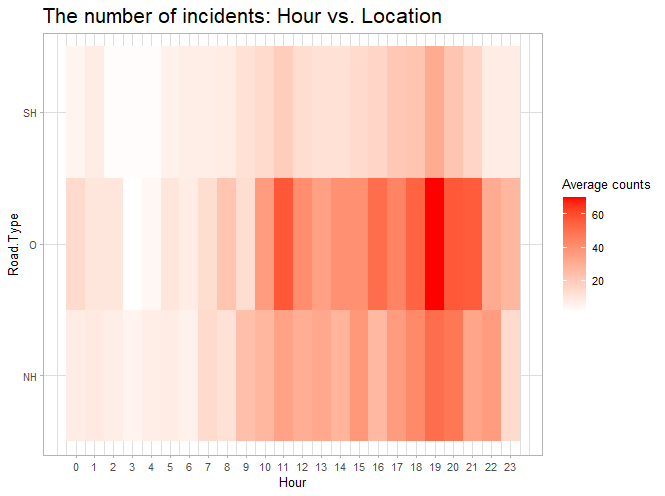 The number of incidents: Hour vs. Location
SH
O
NH
Road.Type
0 1 2 3 4 5 6 7 8 9 10 11 12 13 14 15 16 17 18 19 20 21 22 23
Hour
Average counts
60
40
20